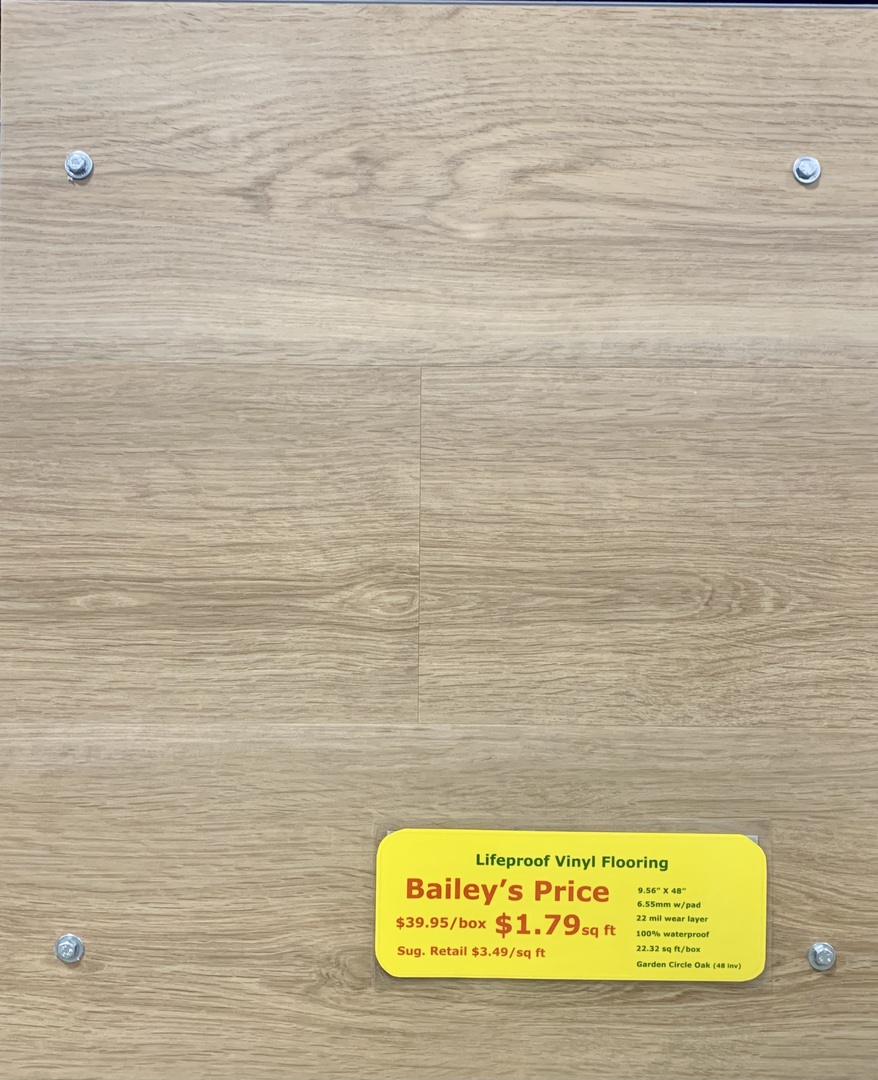 Lifeproof Vinyl Flooring
Bailey's Price
$39.95/box $1.79 sq ft
Sug. Retail $3.49/sq ft
9.56" X 48"
6.55mm w/pad
22 mil wear layer
100% waterproof
22.32 sq ft/box
Garden Circle Oak (48 inv)